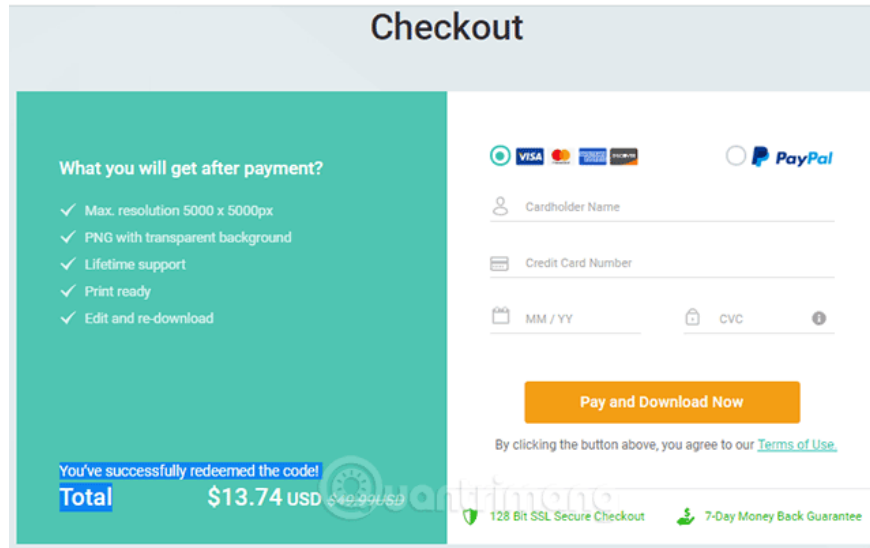 Checkout
What you will get after payment?
Max. resolution 5000 x 5000px
PNG with transparent background
Lifetime support
Print ready
Edit and re-download
You've successfully redeemed the code!
Total $13.74 USD $49.99USD
VISA DISCOVER PayPal
Cardholder Name
Credit Card Number
MM / YY CVC
Pay and Download Now
By clicking the button above, you agree to our Terms of Use.
128 Bit SSL Secure Checkout 7-Day Money Back Guarantee
Quantrimang